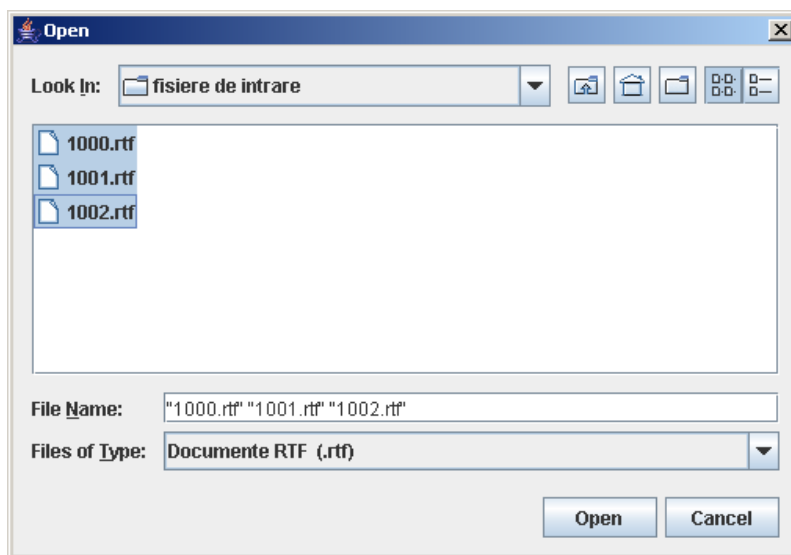 Open
Look In: fisiere de intrare
1000.rtf
1001.rtf
1002.rtf
File Name: "1000.rtf" "1001.rtf" "1002.rtf"
Files of Type: Documente RTF (.rtf)
Open Cancel